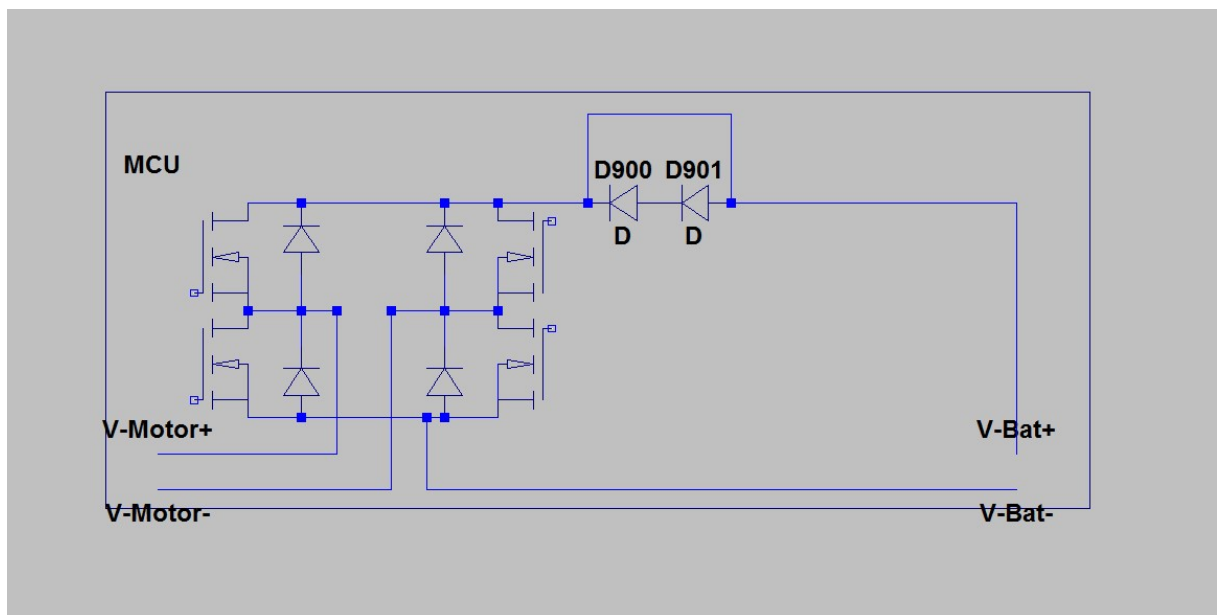 MCU
D900 D901
D D
V-Motor+
V-Bat+
V-Motor-
V-Bat-